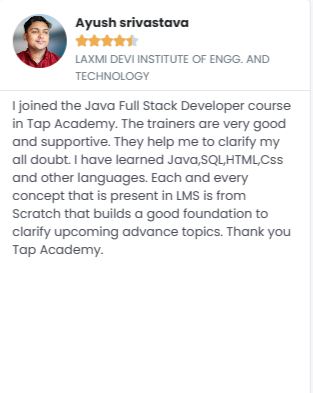 Ayush srivastava
LAXMI DEVI INSTITUTE OF ENGG. AND
TECHNOLOGY
I joined the Java Full Stack Developer course
in Tap Academy. The trainers are very good
and supportive. They help me to clarify my
all doubt. I have learned Java,SQL,HTML,Css
and other languages. Each and every
concept that is present in LMS is from
Scratch that builds a good foundation to
clarify upcoming advance topics. Thank you
Tap Academy.